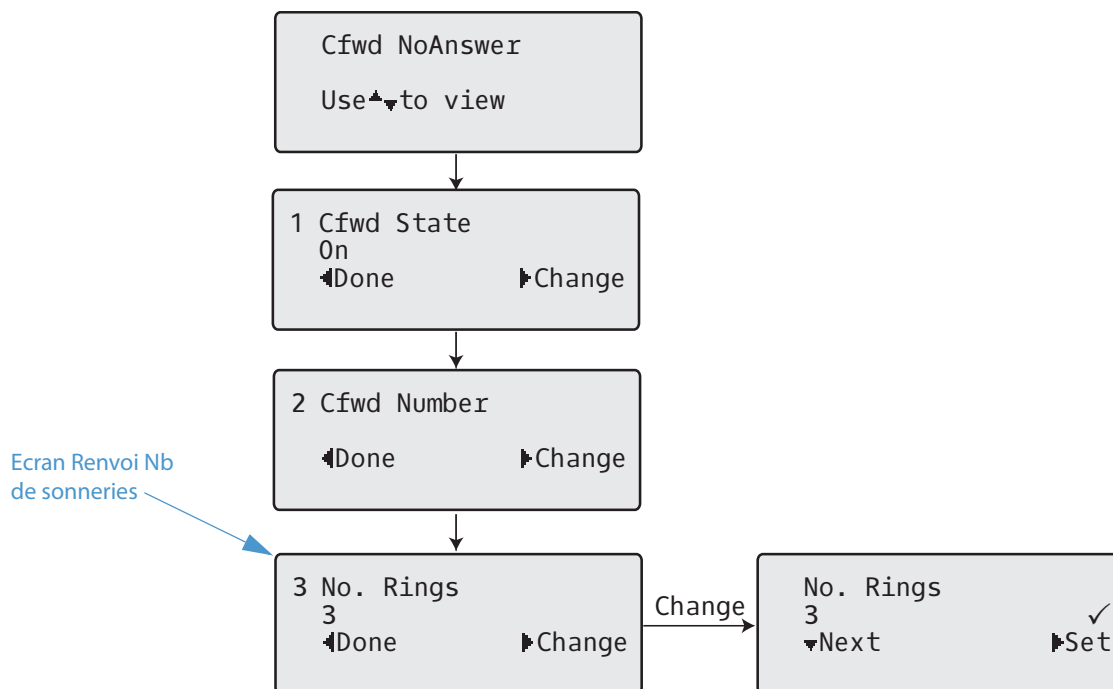 Cfwd NoAnswer
Use▲▼to view
1 Cfwd State
On
◀Done ▶Change
2 Cfwd Number
◀Done ▶Change
Ecran Renvoi Nb
de sonneries
3 No. Rings
3
◀Done ▶Change
Change
No. Rings
3 ✓
▼Next ▶Set